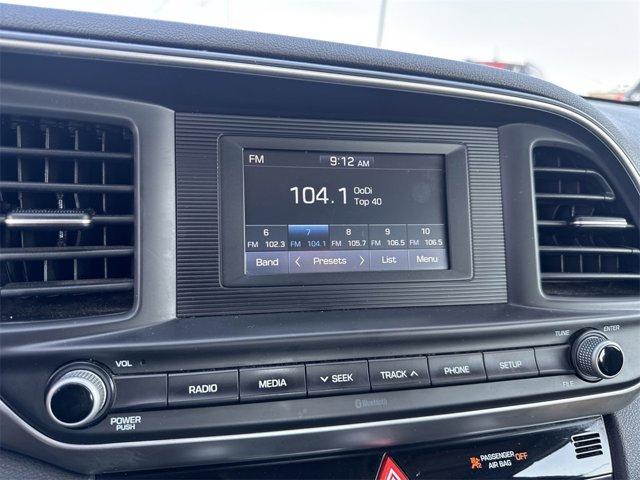 FM 9:12 AM
104.1 OoDi
Top 40
6 7 8 9 10
FM 102.3 FM 104.1 FM 105.7 FM 106.5 FM 106.5
Band < Presets > List Menu
VOL TUNE ENTER
RADIO MEDIA SEEK TRACK PHONE SETUP
POWER
PUSH
FILE
Bluetooth
PASSENGER
AIR BAG OFF